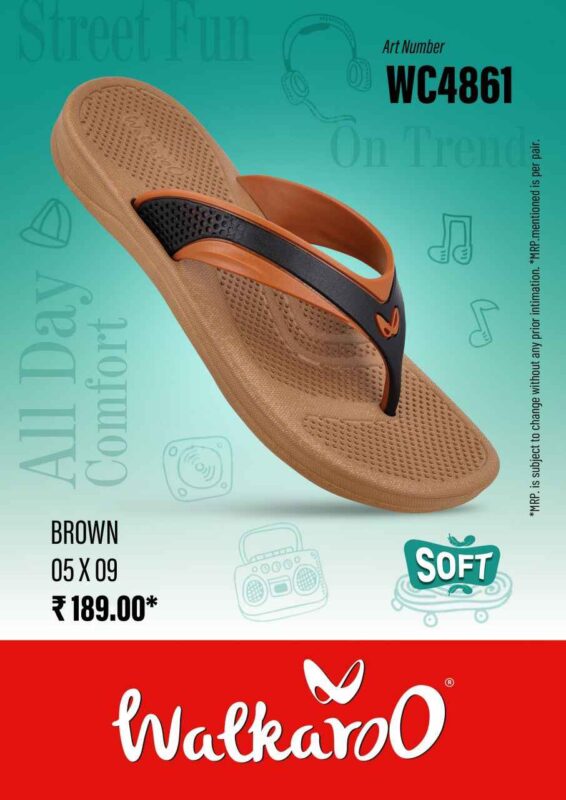 Street Fun
Art Number
WC4861
On Trend
Walkaroo
All Day
Comfort
*MRP. is subject to change without any prior intimation. *MRP.mentioned is per pair.
BROWN
05 X 09
₹ 189.00*
SOFT
Walkaroo®